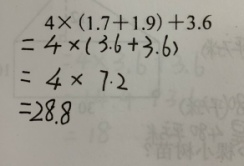 4×(1.7+1.9)+3.6
= 4×(3.6+3.6)
= 4 × 7.2
=28.8